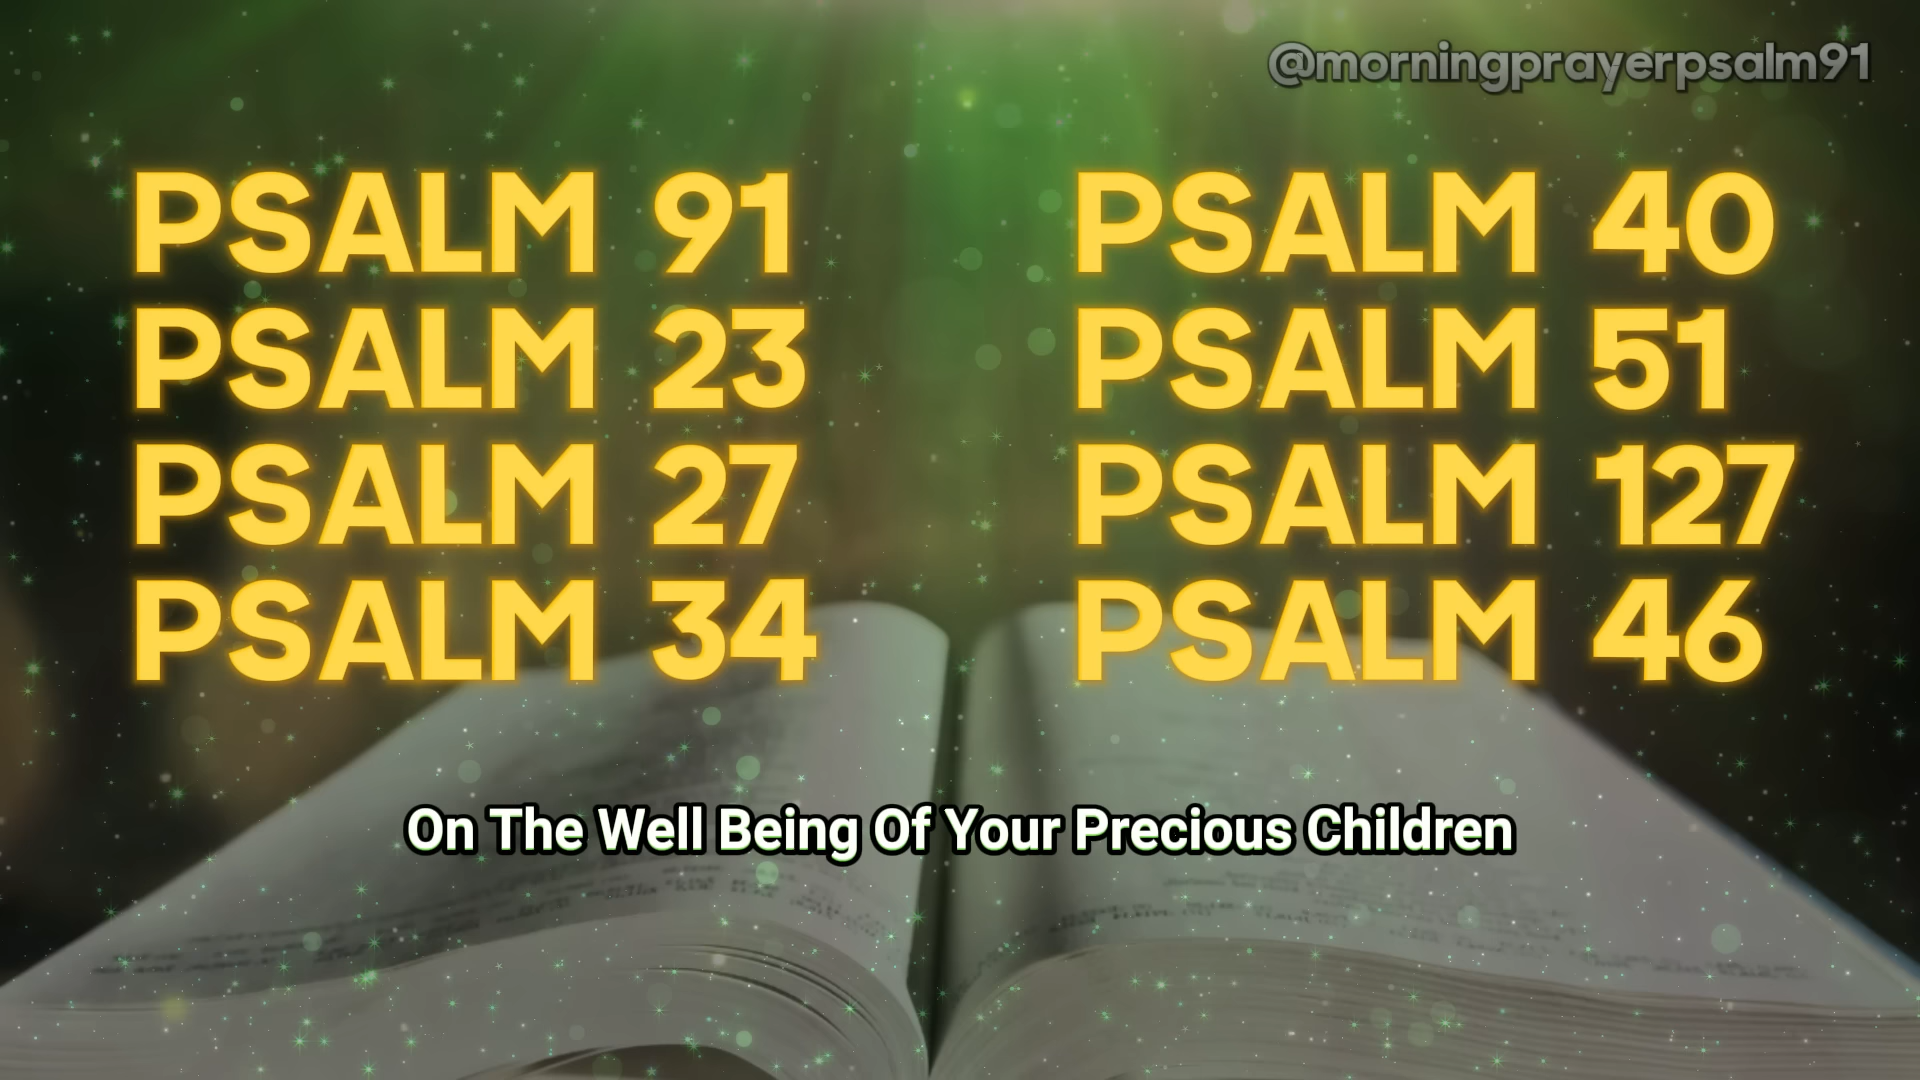 @morningprayerpsalm91
PSALM 91
PSALM 23
PSALM 27
PSALM 34
PSALM 40
PSALM 51
PSALM 127
PSALM 46
On The Well Being Of Your Precious Children